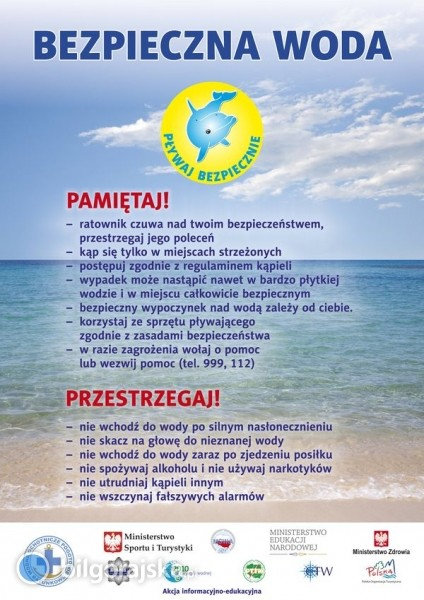 BEZPIECZNA WODA
PŁYWAJ BEZPIECZNIE
PAMIĘTAJ!
– ratownik czuwa nad twoim bezpieczeństwem,
przestrzegaj jego poleceń
– kąp się tylko w miejscach strzeżonych
– postępuj zgodnie z regulaminem kąpieli
– wypadek może nastąpić nawet w bardzo płytkiej
wodzie i w miejscu całkowicie bezpiecznym
– bezpieczny wypoczynek nad wodą zależy od ciebie.
– korzystaj ze sprzętu pływającego
zgodnie z zasadami bezpieczeństwa
– w razie zagrożenia wołaj o pomoc
lub wezwij pomoc (tel. 999, 112)
PRZESTRZEGAJ!
– nie wchodź do wody po silnym nasłonecznieniu
– nie skacz na głowę do nieznanej wody
– nie wchodź do wody zaraz po zjedzeniu posiłku
– nie spożywaj alkoholu i nie używaj narkotyków
– nie utrudniaj kąpieli innym
– nie wszczynaj fałszywych alarmów
Ministerstwo
Sportu i Turystyki
MINISTERSTWO
EDUKACJI
NARODOWEJ
Ministerstwo Zdrowia
bilgorajska
Polska
Akcja informacyjno-edukacyjna